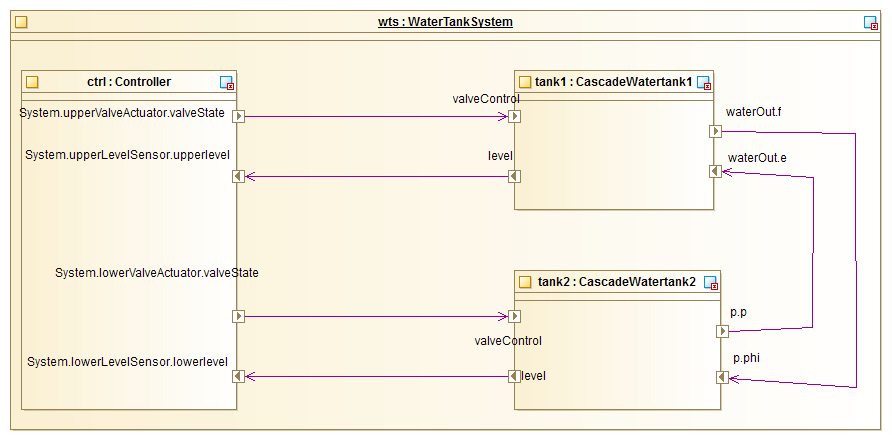 wts : WaterTankSystem
ctrl : Controller
tank1 : CascadeWatertank1
System.upperValveActuator.valveState
valveControl
waterOut.f
System.upperLevelSensor.upperlevel
level
waterOut.e
System.lowerValveActuator.valveState
tank2 : CascadeWatertank2
p.p
valveControl
System.lowerLevelSensor.lowerlevel
level
p.phi